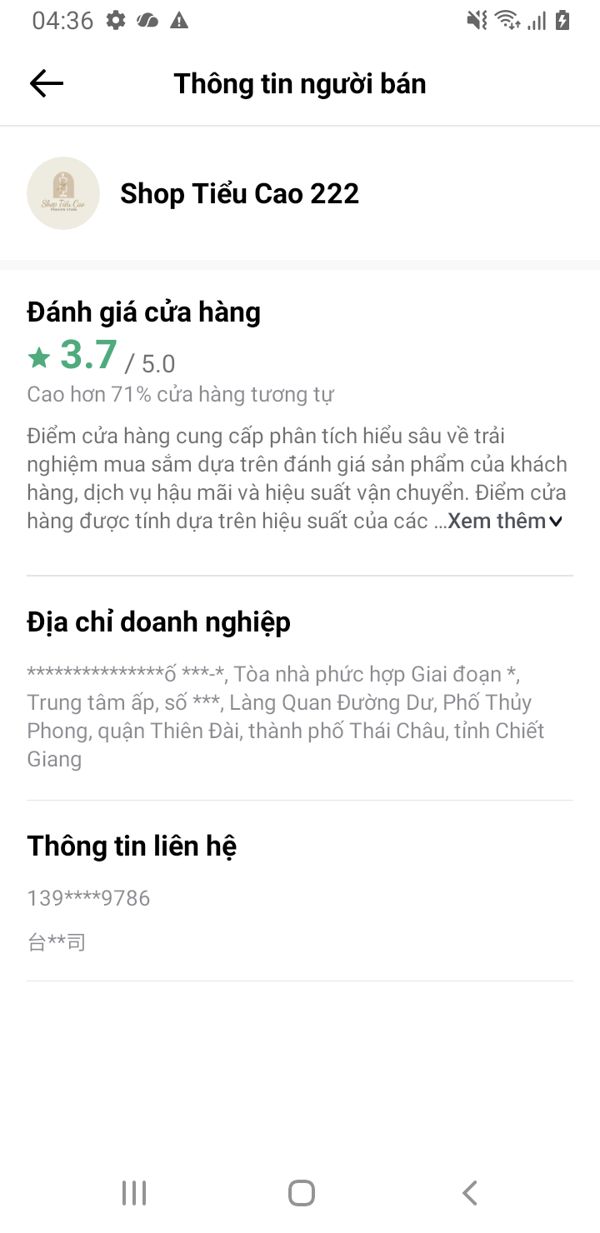 04:36
Thông tin người bán
Shop Tiểu Cao
Shop Tiểu Cao 222
Đánh giá cửa hàng
3.7 / 5.0
Cao hơn 71% cửa hàng tương tự
Điểm cửa hàng cung cấp phân tích hiểu sâu về trải
nghiệm mua sắm dựa trên đánh giá sản phẩm của khách
hàng, dịch vụ hậu mãi và hiệu suất vận chuyển. Điểm cửa
hàng được tính dựa trên hiệu suất của các ...Xem thêm
Địa chỉ doanh nghiệp
***************ố ***-*, Tòa nhà phức hợp Giai đoạn *,
Trung tâm ấp, số ***, Làng Quan Đường Dư, Phố Thủy
Phong, quận Thiên Đài, thành phố Thái Châu, tỉnh Chiết
Giang
Thông tin liên hệ
139****9786
台**司